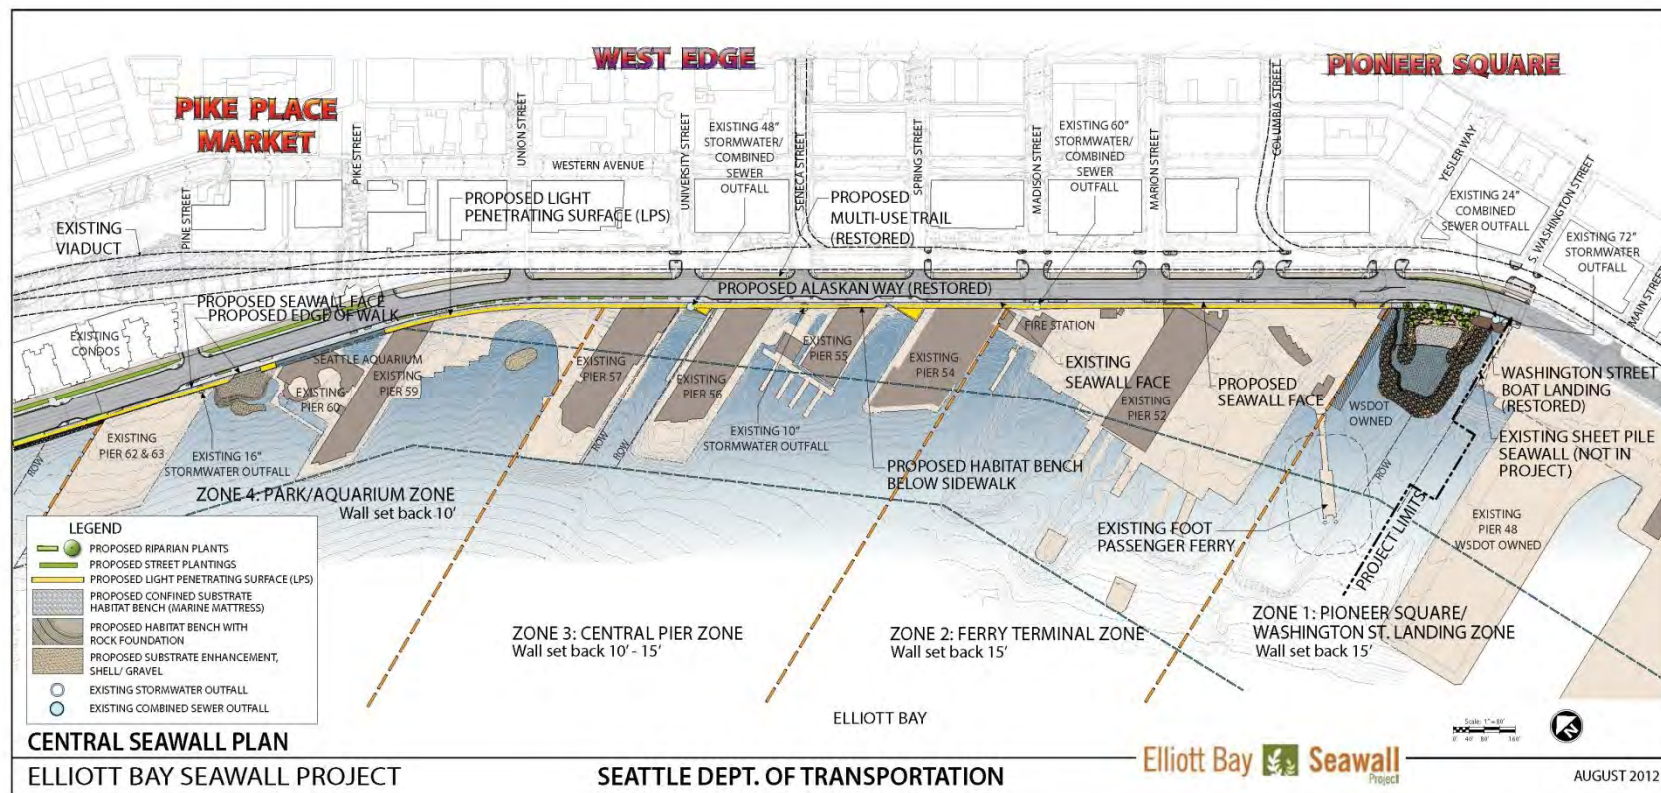 WEST EDGE
PIONEER SQUARE
PIKE PLACE
MARKET
PINE STREET
PIKE STREET
UNION STREET
WESTERN AVENUE
UNIVERSITY STREET
EXISTING 48"
STORMWATER/
COMBINED
SEWER
OUTFALL
SENECA STREET
SPRING STREET
MADISON STREET
EXISTING 60"
STORMWATER/
COMBINED
SEWER
OUTFALL
MARION STREET
COLUMBIA STREET
YESLER WAY
S. WASHINGTON STREET
MAIN STREET
EXISTING 24"
COMBINED
SEWER OUTFALL
EXISTING 72"
STORMWATER
OUTFALL
EXISTING
VIADUCT
PROPOSED LIGHT
PENETRATING SURFACE (LPS)
PROPOSED
MULTI-USE TRAIL
(RESTORED)
PROPOSED ALASKAN WAY (RESTORED)
PROPOSED SEAWALL FACE
PROPOSED EDGE OF WALK
EXISTING
CONDOS
SEATTLE AQUARIUM
EXISTING
PIER 60
EXISTING
PIER 59
EXISTING
PIER 57
EXISTING
PIER 56
EXISTING
PIER 55
EXISTING
PIER 54
FIRE STATION
EXISTING
SEAWALL FACE
EXISTING
PIER 52
PROPOSED
SEAWALL FACE
WSDOT
OWNED
WASHINGTON STREET
BOAT LANDING
(RESTORED)
EXISTING SHEET PILE
SEAWALL (NOT IN
PROJECT)
EXISTING
PIER 62 & 63
ROW
EXISTING 16"
STORMWATER OUTFALL
ROW
ROW
EXISTING 10"
STORMWATER OUTFALL
PROPOSED HABITAT BENCH
BELOW SIDEWALK
ROW
PROJECT LIMITS
EXISTING FOOT
PASSENGER FERRY
EXISTING
PIER 48
WSDOT OWNED
ZONE 4: PARK/AQUARIUM ZONE
Wall set back 10'
ZONE 3: CENTRAL PIER ZONE
Wall set back 10' - 15'
ZONE 2: FERRY TERMINAL ZONE
Wall set back 15'
ZONE 1: PIONEER SQUARE/
WASHINGTON ST. LANDING ZONE
Wall set back 15'
LEGEND
PROPOSED RIPARIAN PLANTS
PROPOSED STREET PLANTINGS
PROPOSED LIGHT PENETRATING SURFACE (LPS)
PROPOSED CONFINED SUBSTRATE
HABITAT BENCH (MARINE MATTRESS)
PROPOSED HABITAT BENCH WITH
ROCK FOUNDATION
PROPOSED SUBSTRATE ENHANCEMENT,
SHELL/ GRAVEL
EXISTING STORMWATER OUTFALL
EXISTING COMBINED SEWER OUTFALL
ELLIOTT BAY
Scale: 1"=80'
0' 40' 80' 160'
CENTRAL SEAWALL PLAN
ELLIOTT BAY SEAWALL PROJECT
SEATTLE DEPT. OF TRANSPORTATION
Elliott Bay Seawall
Project
AUGUST 2012